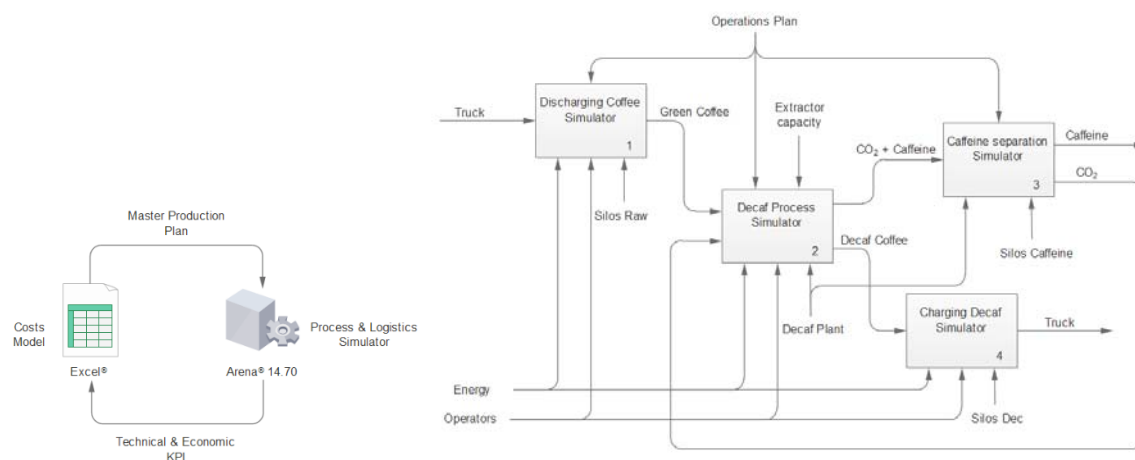 Master Production
Plan
Costs
Model
Excel®
Arena® 14.70
Process & Logistics
Simulator
Technical & Economic
KPI
Operations Plan
Truck
Discharging Coffee
Simulator
1
Green Coffee
Extractor
capacity
Silos Raw
CO₂ + Caffeine
Caffeine separation
Simulator
3
Caffeine
CO₂
Decaf Process
Simulator
2
Decaf Coffee
Silos Caffeine
Decaf Plant
Charging Decaf
Simulator
4
Truck
Energy
Operators
Silos Dec